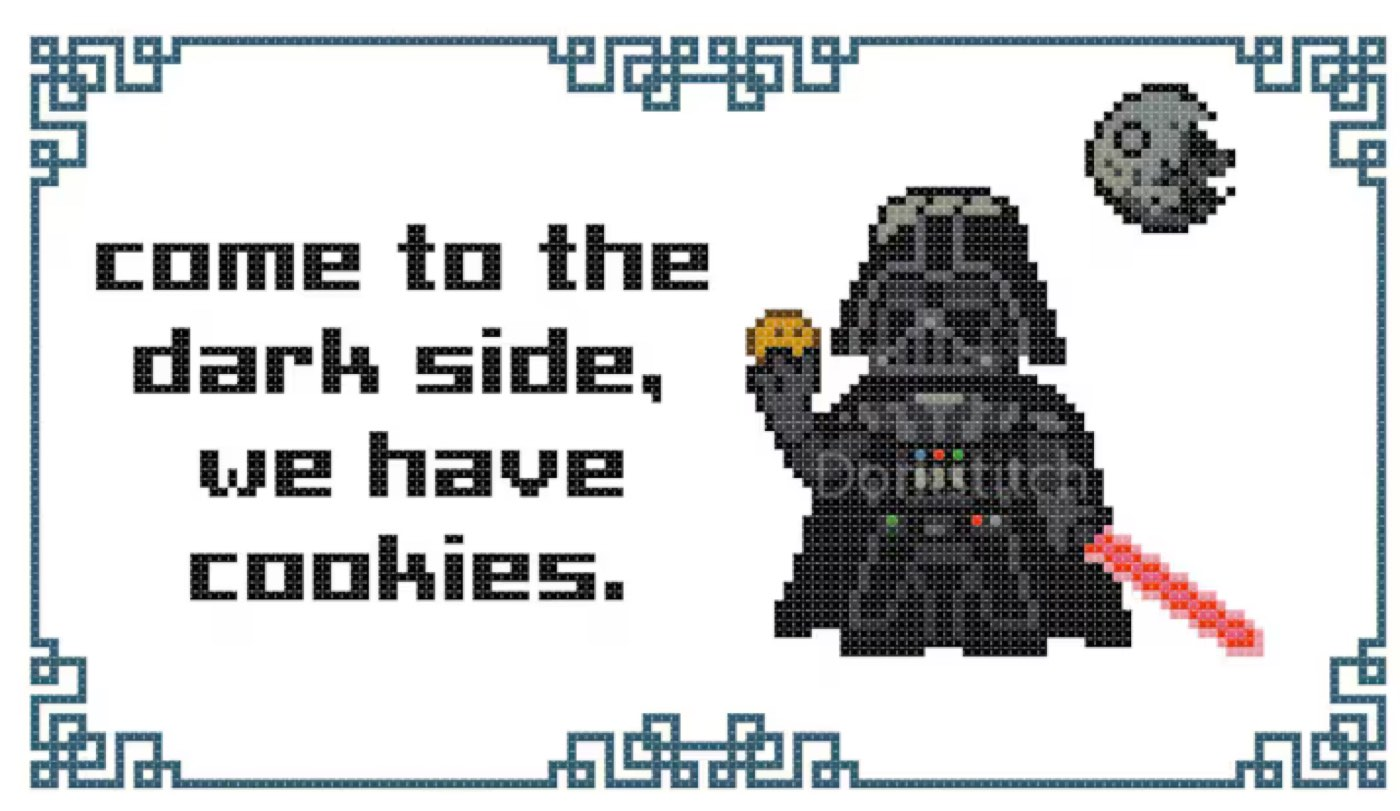 come to the
dark side,
we have
cookies.